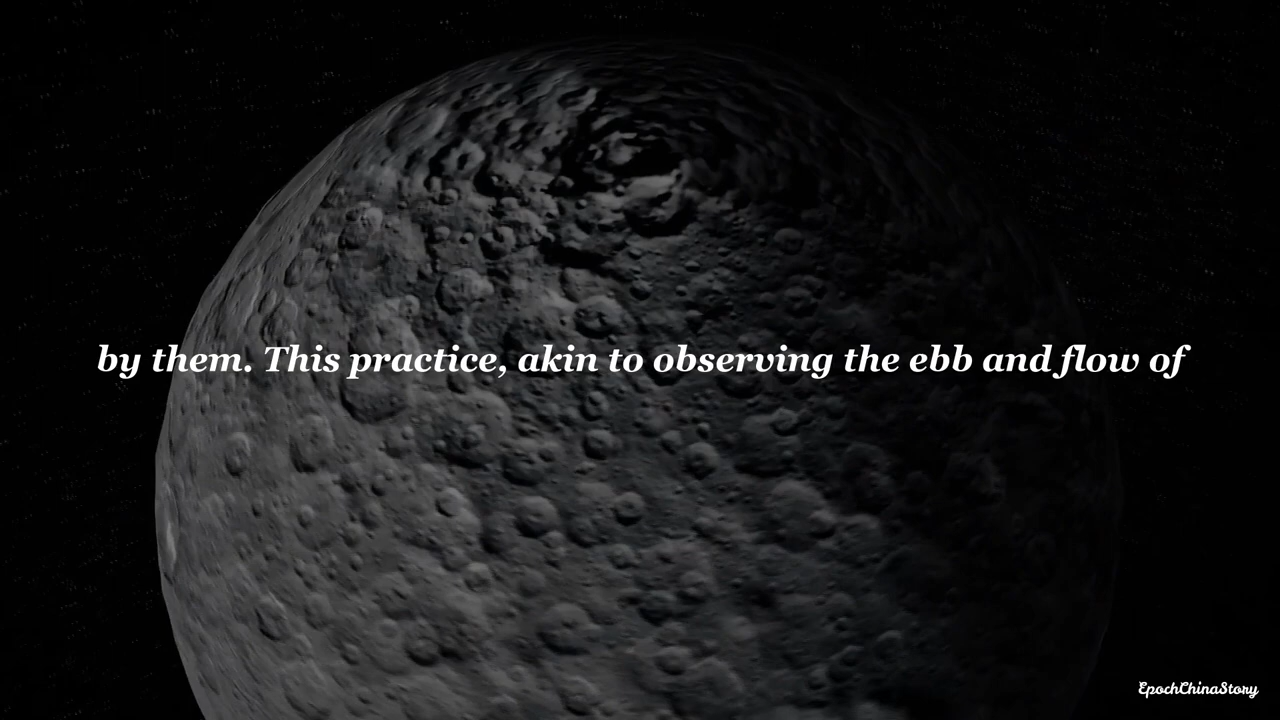 by them. This practice, akin to observing the ebb and flow of
EpochChinaStory